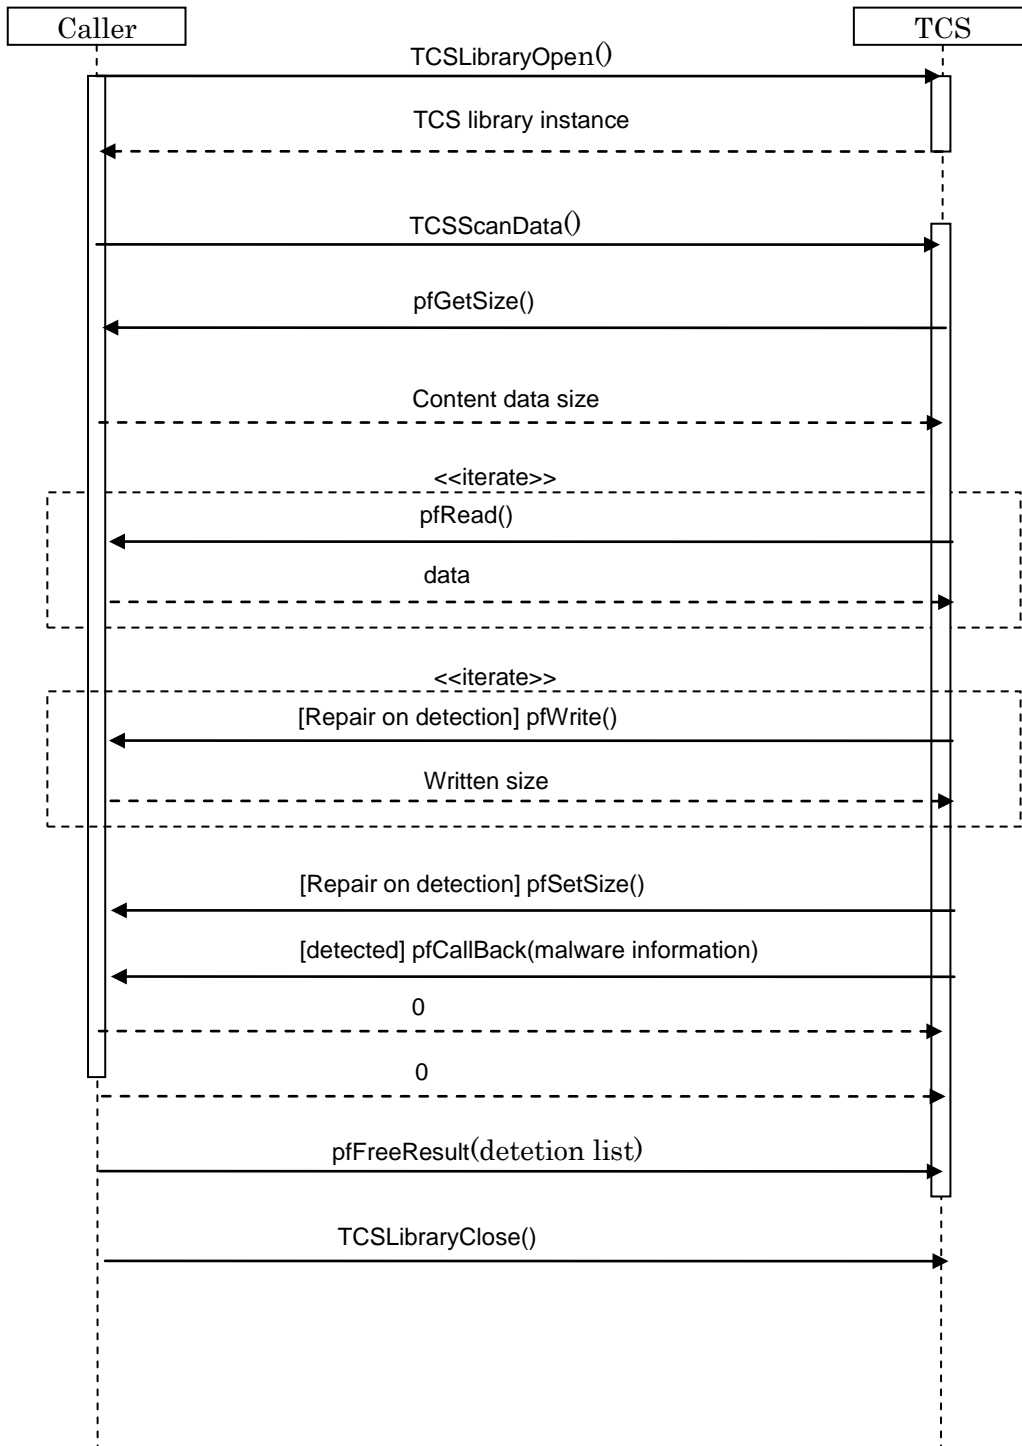 Caller TCS
TCSLibraryOpen()
TCS library instance
TCSScanData()
pfGetSize()
Content data size
<<iterate>>
pfRead()
data
<<iterate>>
[Repair on detection] pfWrite()
Written size
[Repair on detection] pfSetSize()
[detected] pfCallBack(malware information)
0
0
pfFreeResult(detetion list)
TCSLibraryClose()